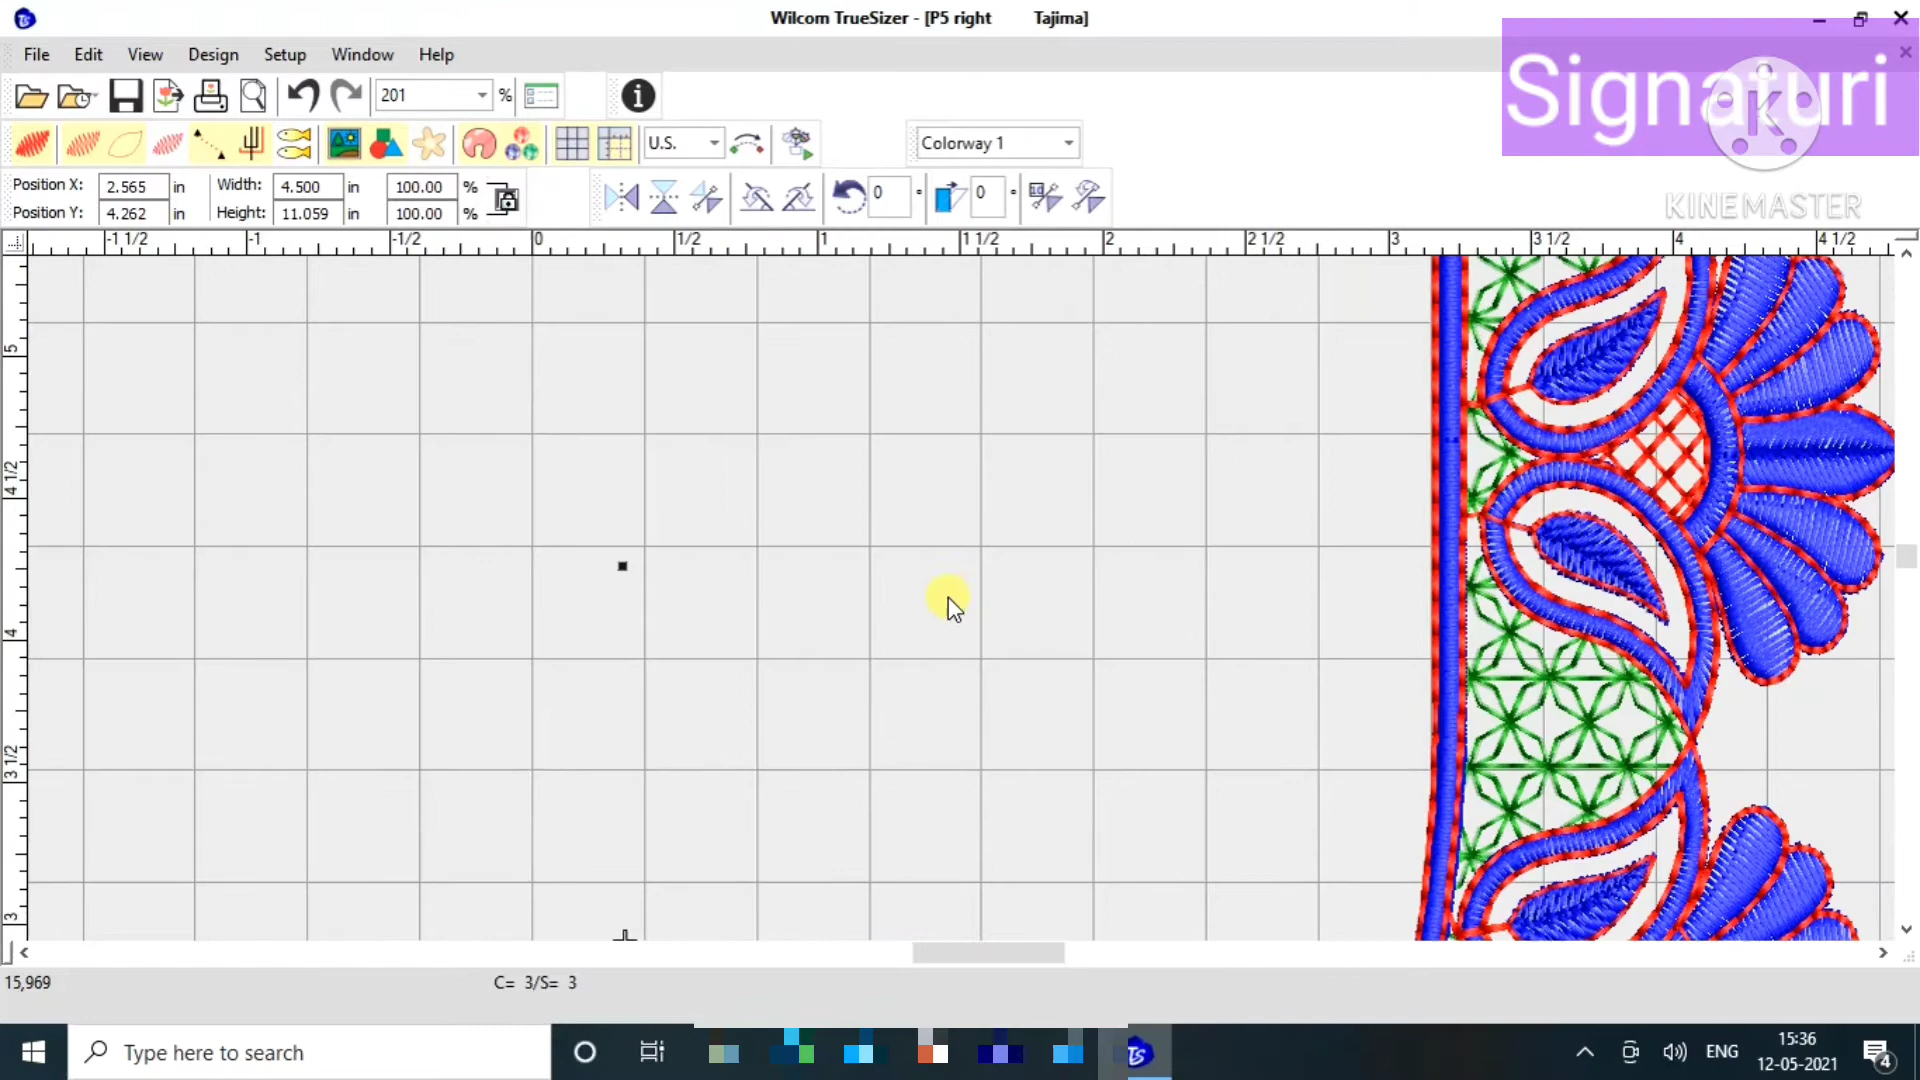 Wilcom TrueSizer - [P5 right Tajima]
File Edit View Design Setup Window Help
Signaturi
K
KINEMASTER
201 %
U.S.
Colorway 1
Position X: 2.565 in Width: 4.500 in 100.00 % 0 ° 0 °
Position Y: 4.262 in Height: 11.059 in 100.00 %
-1 1/2 -1 -1/2 0 1/2 1 1 1/2 2 2 1/2 3 3 1/2 4 4 1/2
5
4 1/2
4
3 1/2
3
15,969 C= 3/S= 3
Type here to search
TS
ENG
15:36
12-05-2021
4